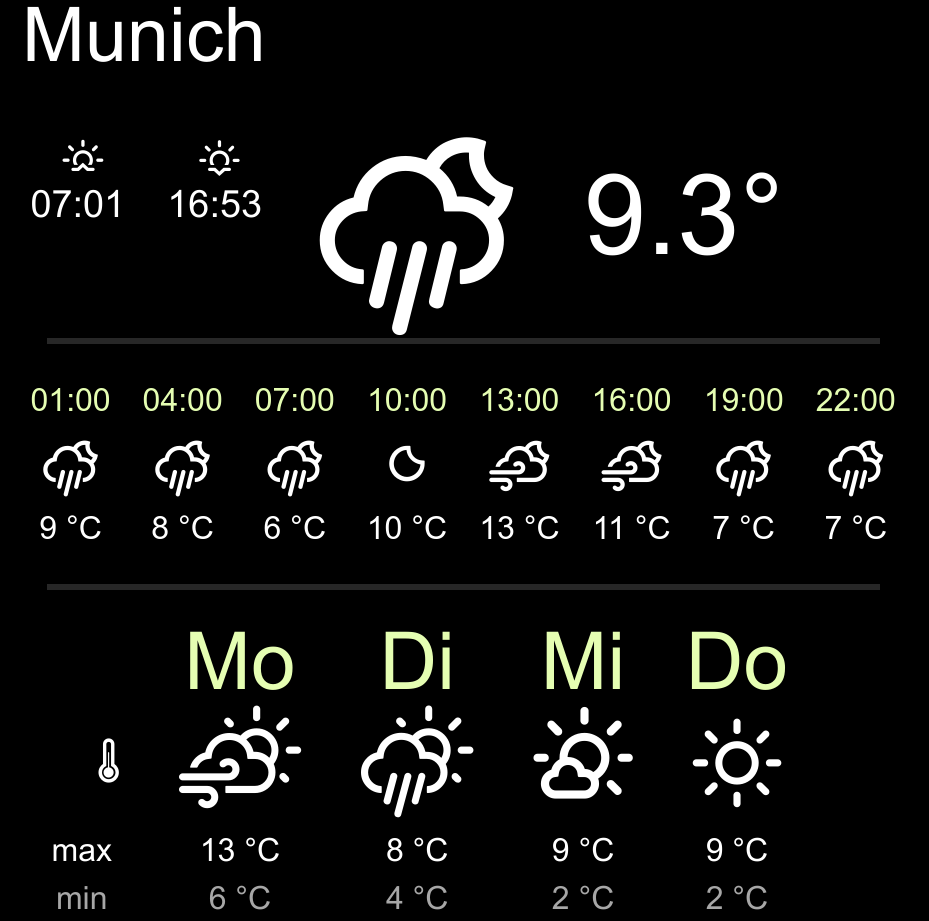 Munich
07:01 16:53
9.3°
01:00 04:00 07:00 10:00 13:00 16:00 19:00 22:00
9 °C 8 °C 6 °C 10 °C 13 °C 11 °C 7 °C 7 °C
Mo Di Mi Do
max 13 °C 8 °C 9 °C 9 °C
min 6 °C 4 °C 2 °C 2 °C